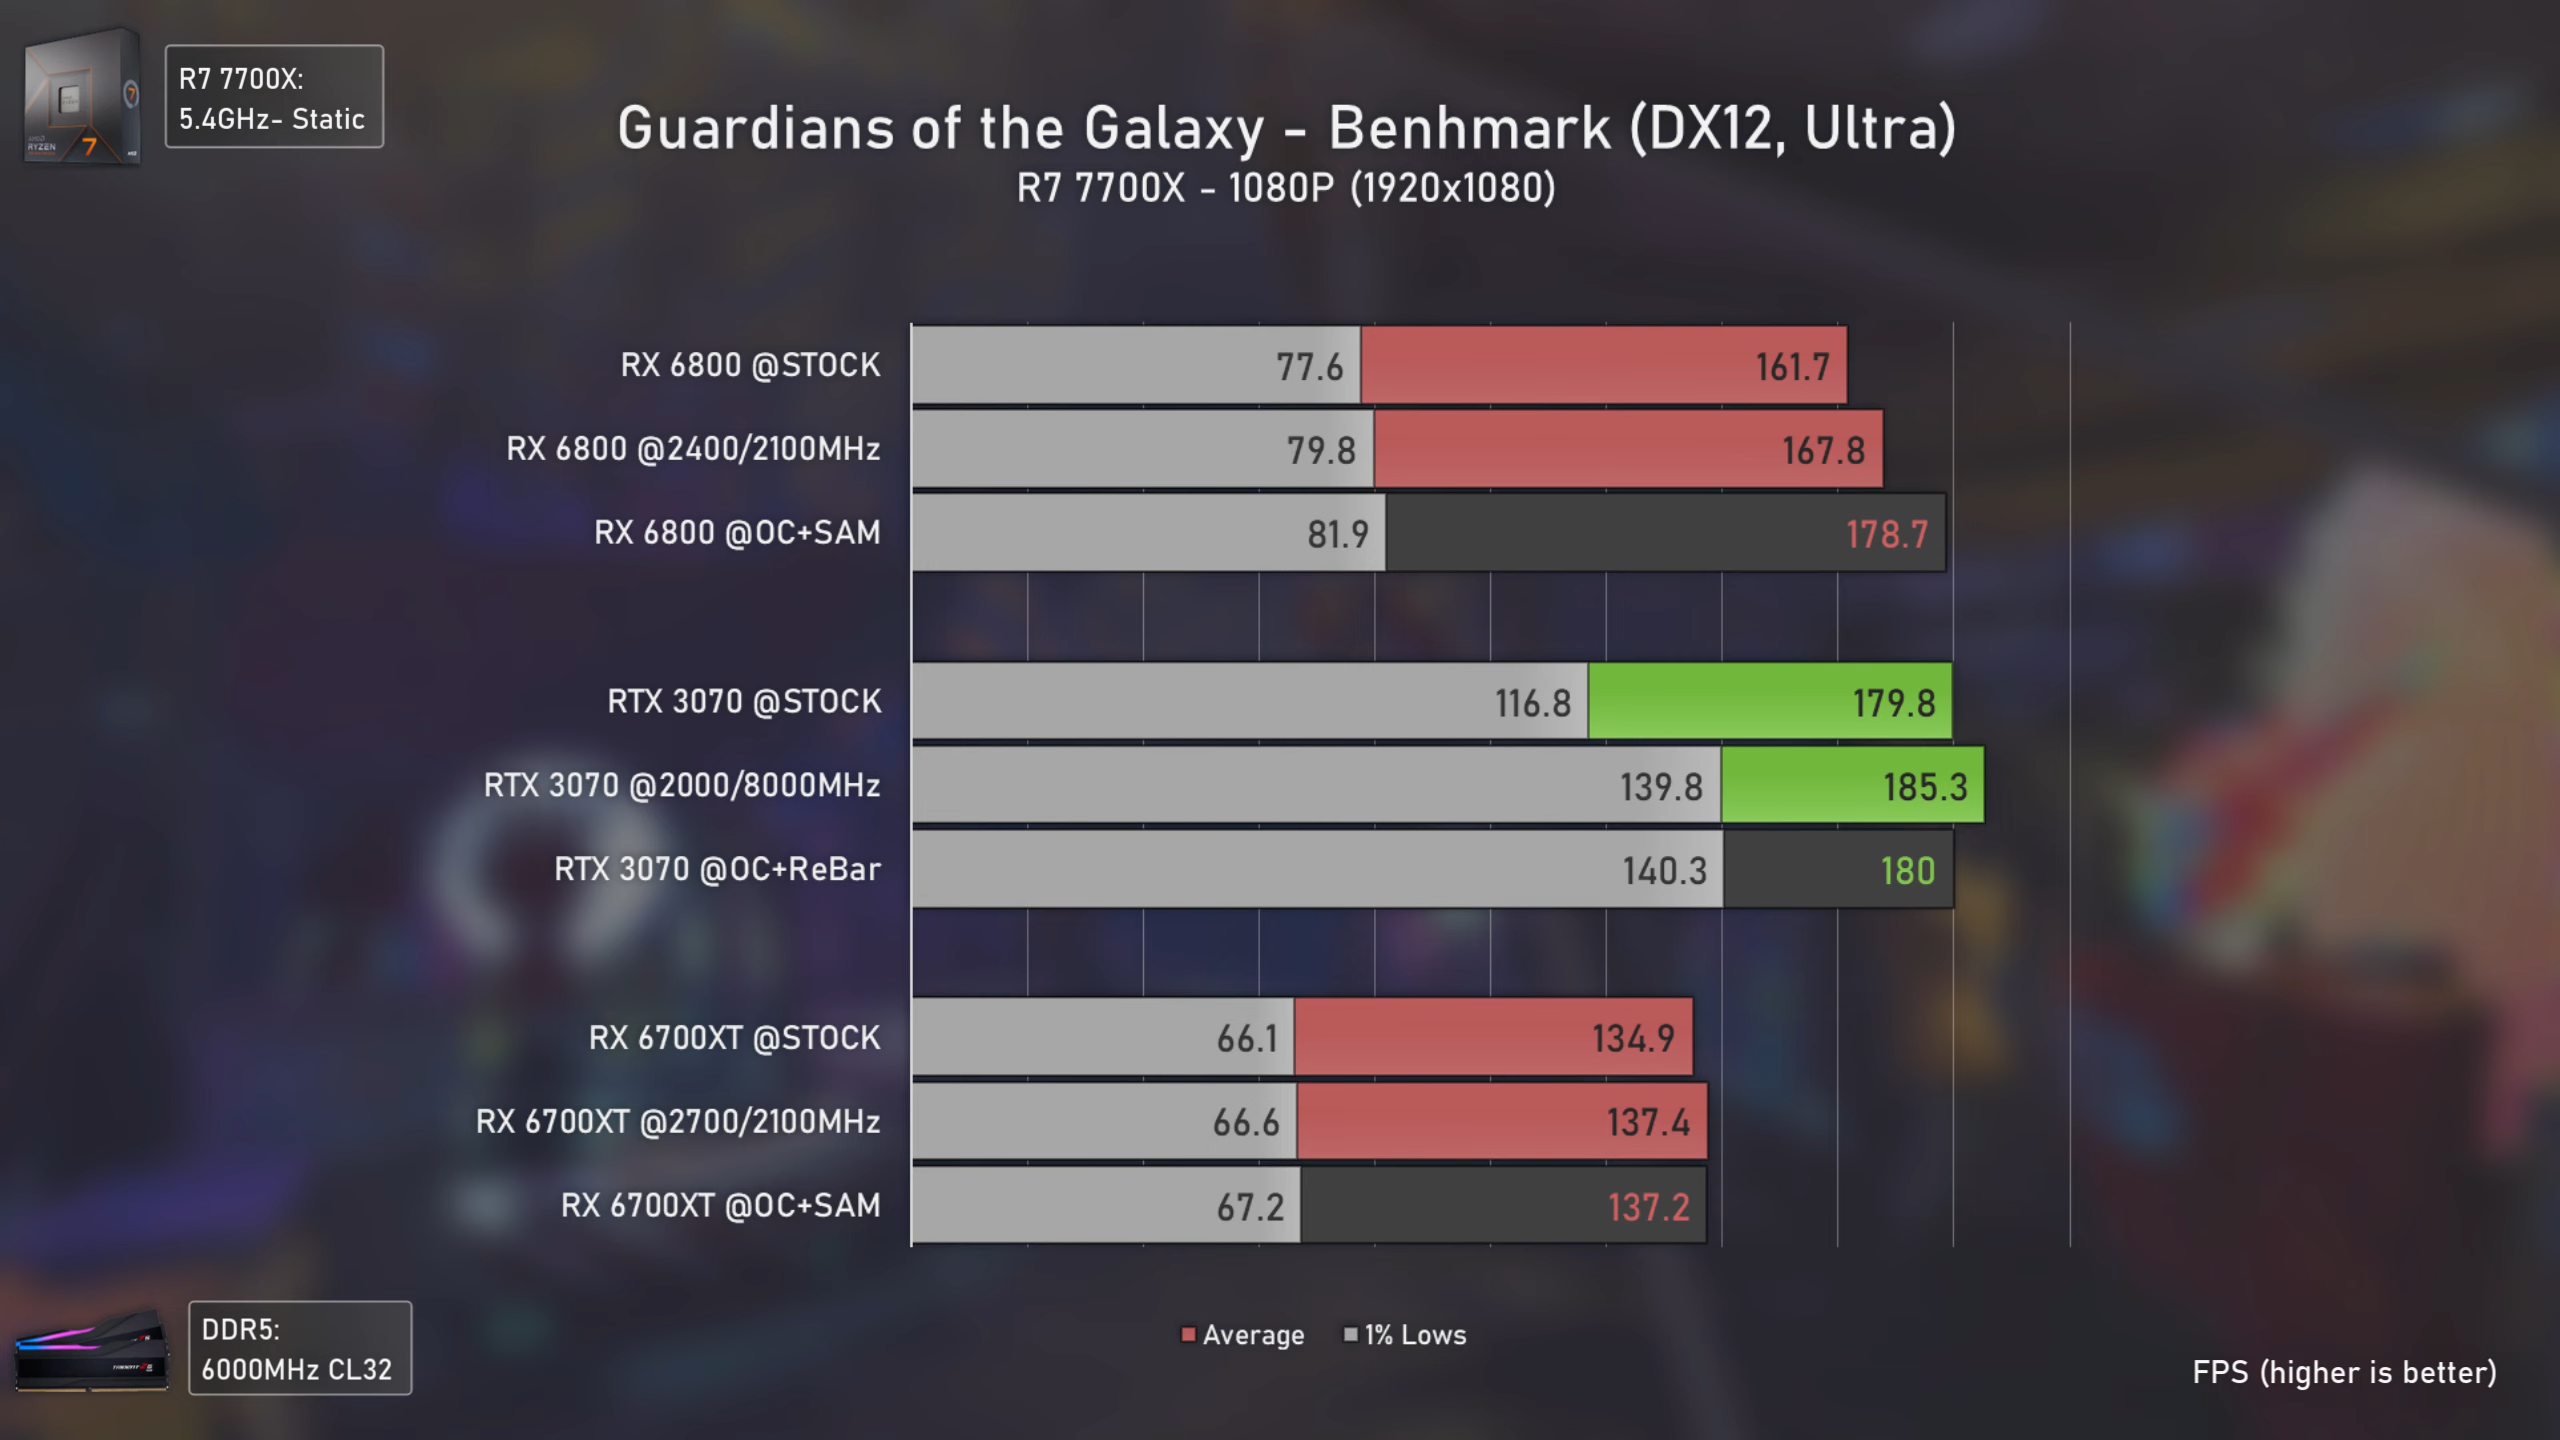 R7 7700X:
5.4GHz- Static
RYZEN
7
7
Guardians of the Galaxy - Benhmark (DX12, Ultra)
R7 7700X - 1080P (1920x1080)
RX 6800 @STOCK 77.6 161.7
RX 6800 @2400/2100MHz 79.8 167.8
RX 6800 @OC+SAM 81.9 178.7
RTX 3070 @STOCK 116.8 179.8
RTX 3070 @2000/8000MHz 139.8 185.3
RTX 3070 @OC+ReBar 140.3 180
RX 6700XT @STOCK 66.1 134.9
RX 6700XT @2700/2100MHz 66.6 137.4
RX 6700XT @OC+SAM 67.2 137.2
Average 1% Lows
DDR5:
6000MHz CL32
FPS (higher is better)